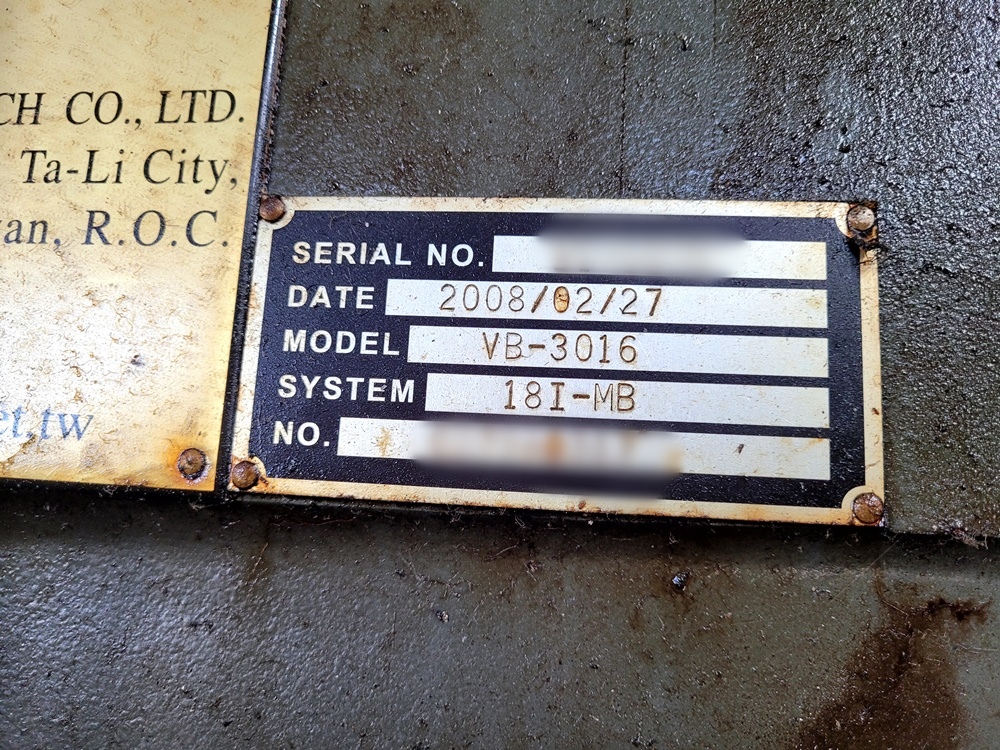 CH CO., LTD.
Ta-Li City,
van, R.O.C.
et.tw
SERIAL NO.
DATE 2008/02/27
MODEL VB-3016
SYSTEM 18I-MB
NO.